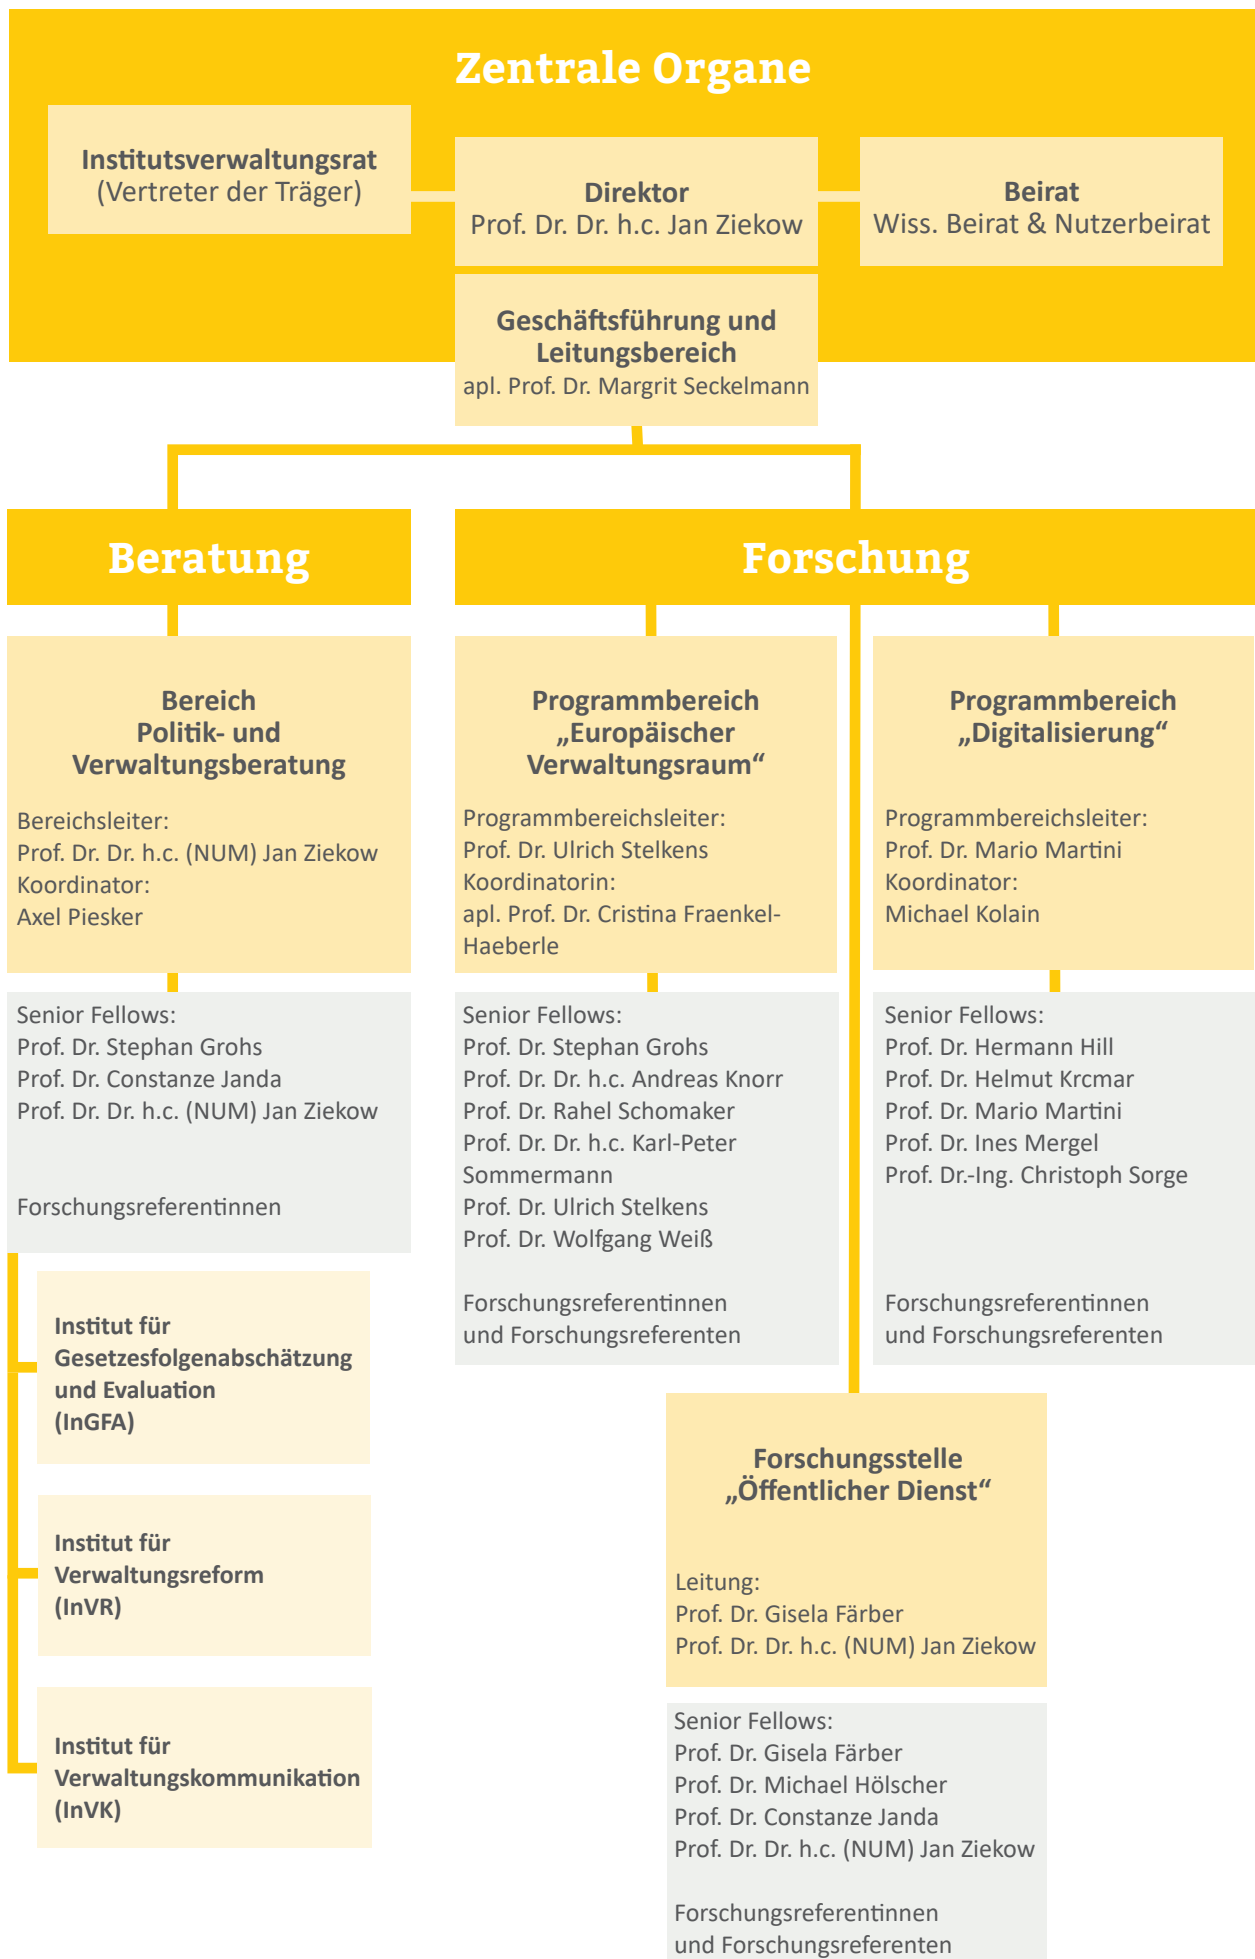 Zentrale Organe
Institutsverwaltungsrat
(Vertreter der Träger)
Direktor
Prof. Dr. Dr. h.c. Jan Ziekow
Beirat
Wiss. Beirat & Nutzerbeirat
Geschäftsführung und
Leitungsbereich
apl. Prof. Dr. Margrit Seckelmann
Beratung
Bereich
Politik- und
Verwaltungsberatung
Bereichsleiter:
Prof. Dr. Dr. h.c. (NUM) Jan Ziekow
Koordinator:
Axel Piesker
Senior Fellows:
Prof. Dr. Stephan Grohs
Prof. Dr. Constanze Janda
Prof. Dr. Dr. h.c. (NUM) Jan Ziekow
Forschungsreferentinnen
Institut für
Gesetzesfolgenabschätzung
und Evaluation
(InGFA)
Institut für
Verwaltungsreform
(InVR)
Institut für
Verwaltungskommunikation
(InVK)
Forschung
Programmbereich
„Europäischer
Verwaltungsraum“
Programmbereichsleiter:
Prof. Dr. Ulrich Stelkens
Koordinatorin:
apl. Prof. Dr. Cristina Fraenkel-
Haeberle
Senior Fellows:
Prof. Dr. Stephan Grohs
Prof. Dr. Dr. h.c. Andreas Knorr
Prof. Dr. Rahel Schomaker
Prof. Dr. Dr. h.c. Karl-Peter
Sommermann
Prof. Dr. Ulrich Stelkens
Prof. Dr. Wolfgang Weiß
Forschungsreferentinnen
und Forschungsreferenten
Programmbereich
„Digitalisierung“
Programmbereichsleiter:
Prof. Dr. Mario Martini
Koordinator:
Michael Kolain
Senior Fellows:
Prof. Dr. Hermann Hill
Prof. Dr. Helmut Krcmar
Prof. Dr. Mario Martini
Prof. Dr. Ines Mergel
Prof. Dr.-Ing. Christoph Sorge
Forschungsreferentinnen
und Forschungsreferenten
Forschungsstelle
„Öffentlicher Dienst“
Leitung:
Prof. Dr. Gisela Färber
Prof. Dr. Dr. h.c. (NUM) Jan Ziekow
Senior Fellows:
Prof. Dr. Gisela Färber
Prof. Dr. Michael Hölscher
Prof. Dr. Constanze Janda
Prof. Dr. Dr. h.c. (NUM) Jan Ziekow
Forschungsreferentinnen
und Forschungsreferenten